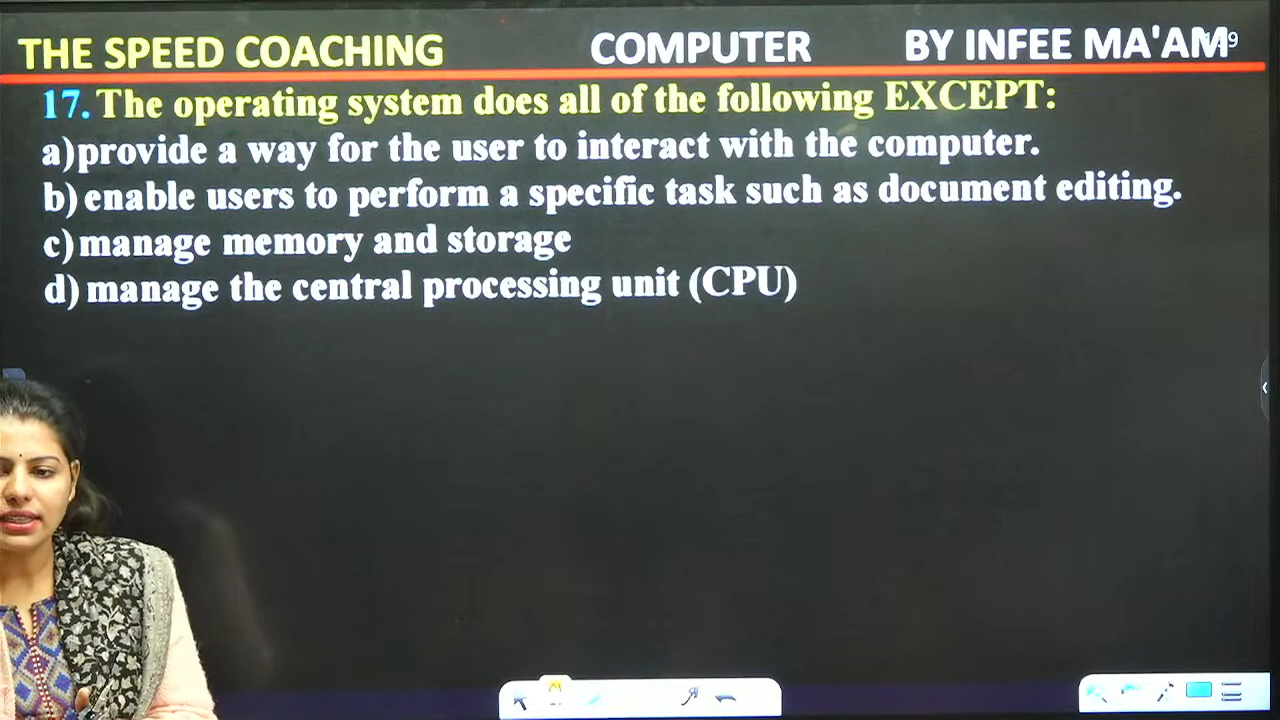 THE SPEED COACHING COMPUTER BY INFEE MA'AM
17. The operating system does all of the following EXCEPT:
a) provide a way for the user to interact with the computer.
b) enable users to perform a specific task such as document editing.
c) manage memory and storage
d) manage the central processing unit (CPU)